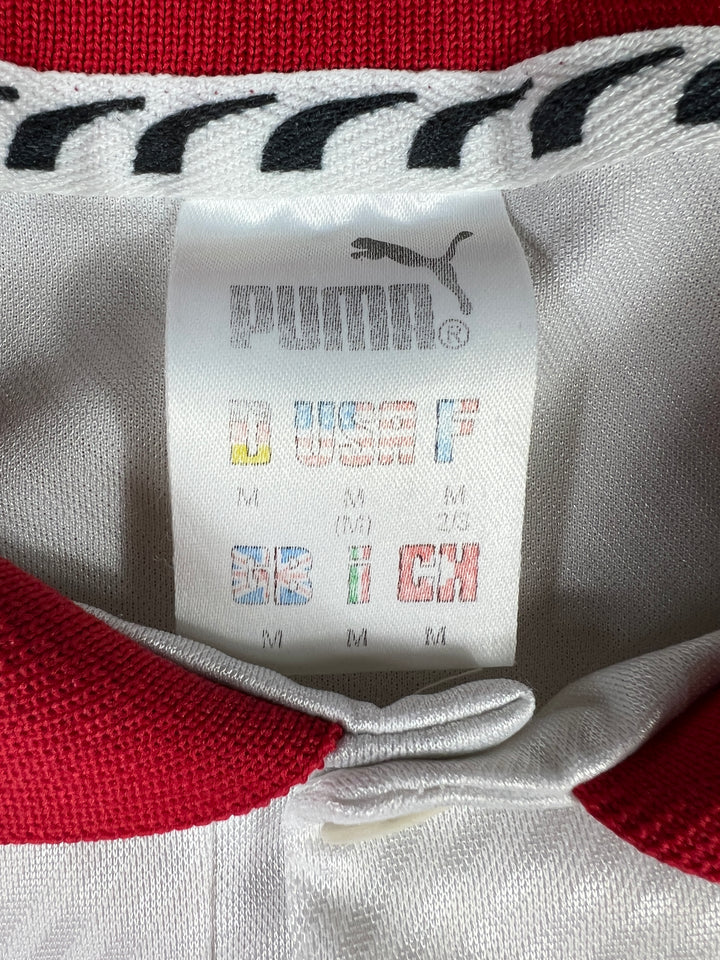 PUMA®
D USA F
M M M
(M) 2/3
GB i CH
M M M